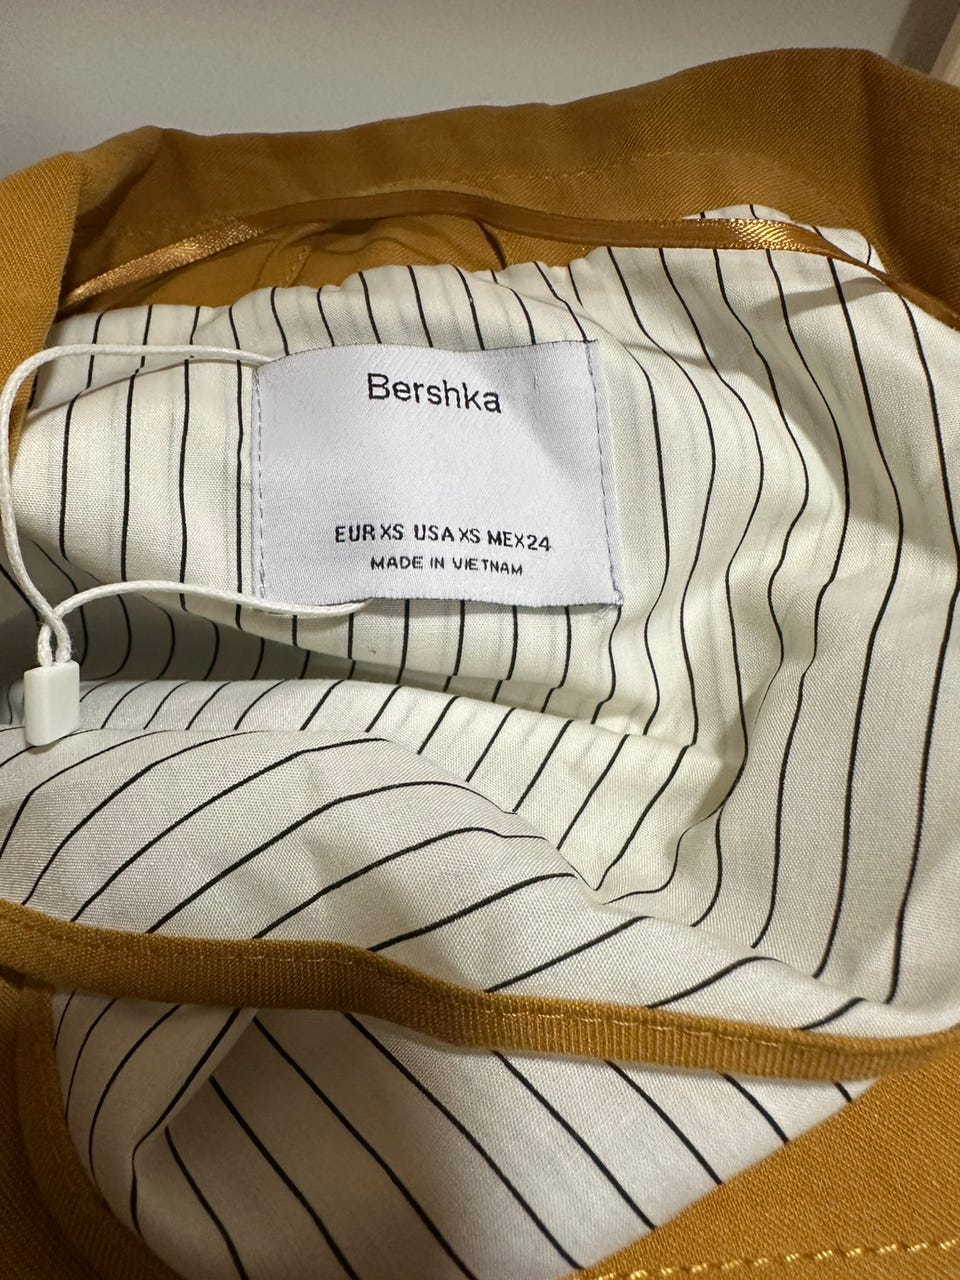 Bershka
EUR XS USA XS MEX 24
MADE IN VIETNAM